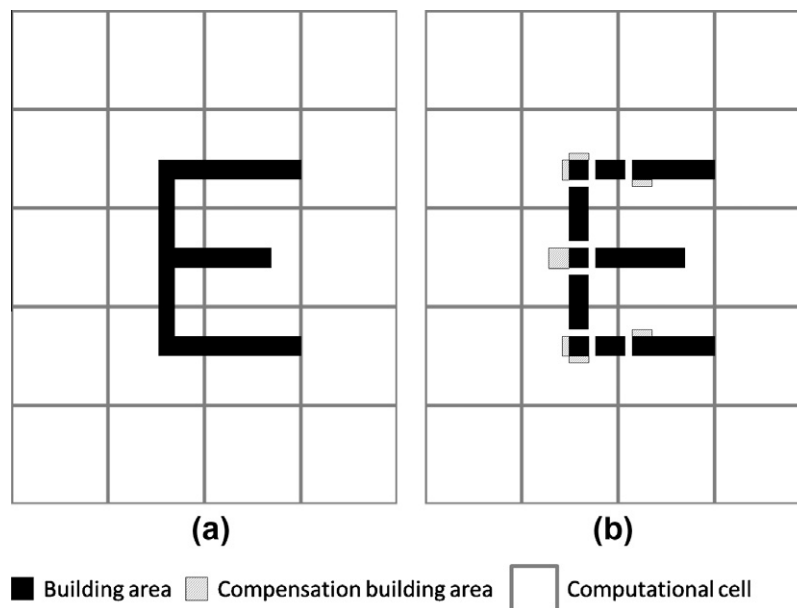 (a)
(b)
Building area
Compensation building area
Computational cell